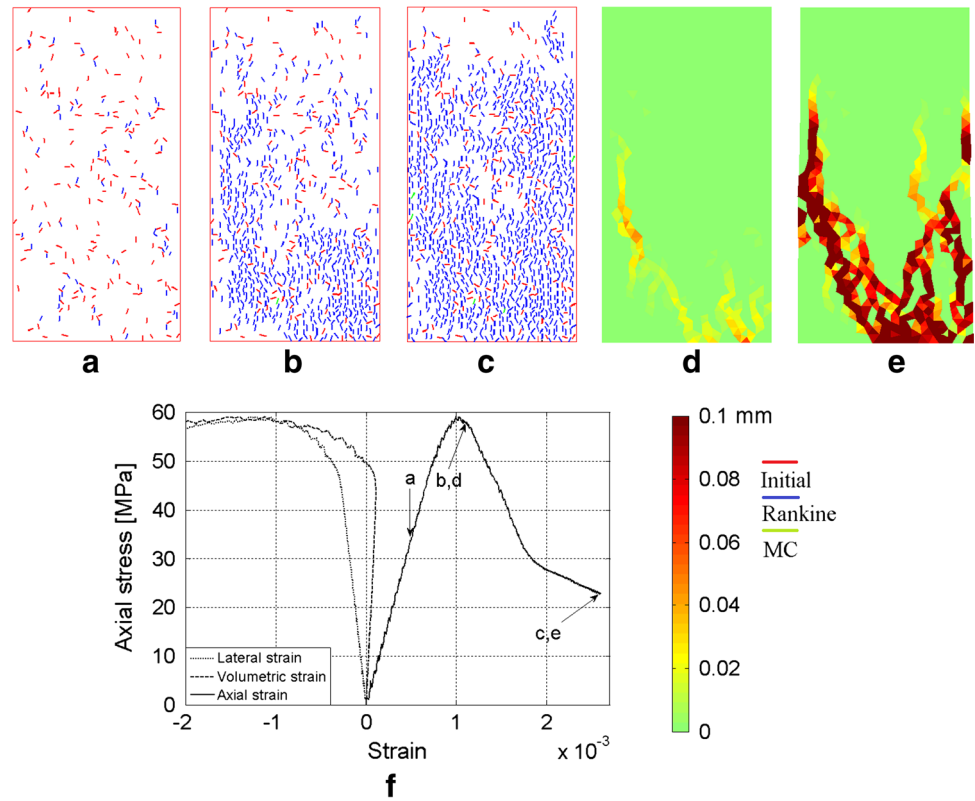 a b c d e
60
50
40
30
20
10
0
Axial stress [MPa]
a
b,d
c,e
Lateral strain
Volumetric strain
Axial strain
-2 -1 0 1 2
Strain
x 10⁻³
f
0.1 mm
0.08
0.06
0.04
0.02
0
Initial
Rankine
MC